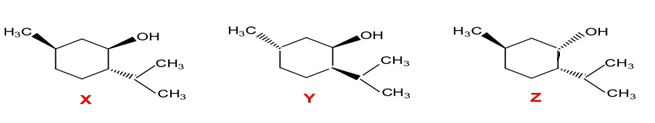 H₃C OH CH₃ CH₃
X
H₃C OH CH₃ CH₃
Y
H₃C OH CH₃ CH₃
Z